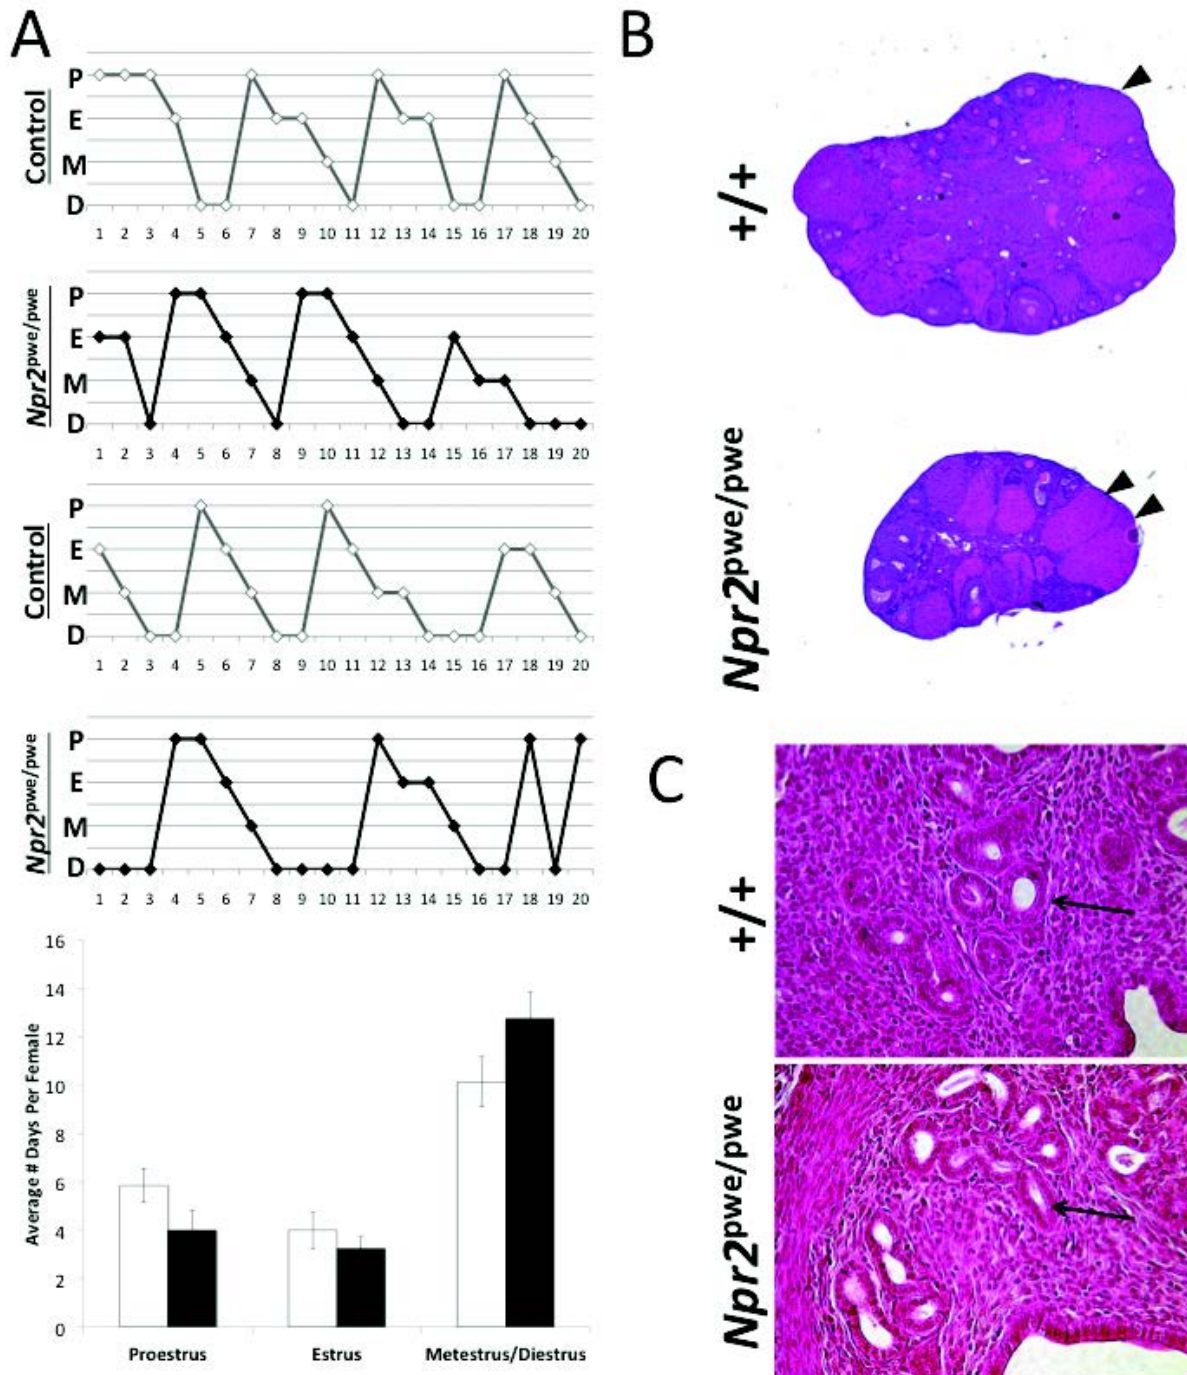 A
Control
P
E
M
D
1 2 3 4 5 6 7 8 9 10 11 12 13 14 15 16 17 18 19 20
Npr2pwe/pwe
P
E
M
D
1 2 3 4 5 6 7 8 9 10 11 12 13 14 15 16 17 18 19 20
Control
P
E
M
D
1 2 3 4 5 6 7 8 9 10 11 12 13 14 15 16 17 18 19 20
Npr2pwe/pwe
P
E
M
D
1 2 3 4 5 6 7 8 9 10 11 12 13 14 15 16 17 18 19 20
Average # Days Per Female
16
14
12
10
8
6
4
2
0
Proestrus Estrus Metestrus/Diestrus
B
+/+
Npr2pwe/pwe
C
+/+
Npr2pwe/pwe